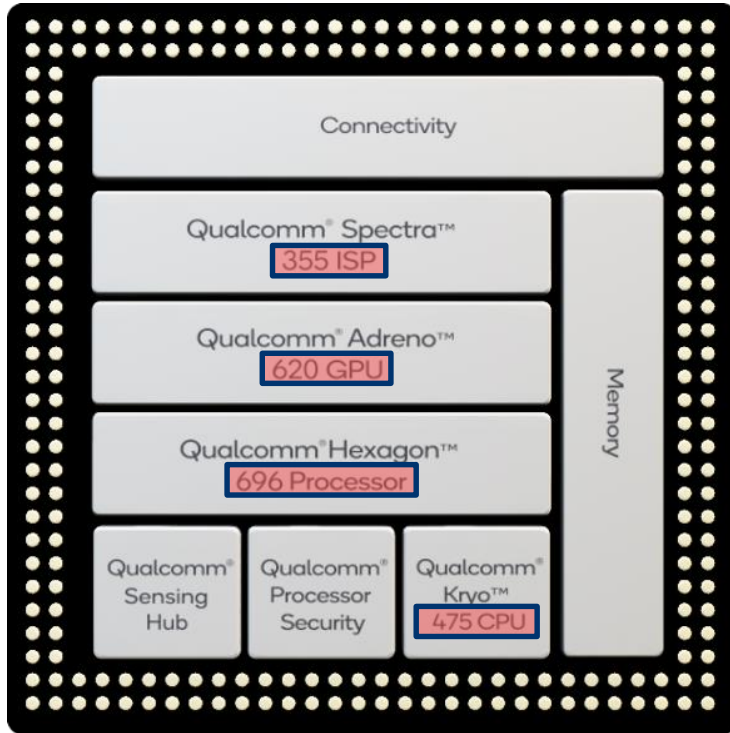 Connectivity
Qualcomm® Spectra™
355 ISP
Qualcomm® Adreno™
620 GPU
Qualcomm® Hexagon™
696 Processor
Memory
Qualcomm®
Sensing
Hub
Qualcomm®
Processor
Security
Qualcomm®
Kryo™
475 CPU